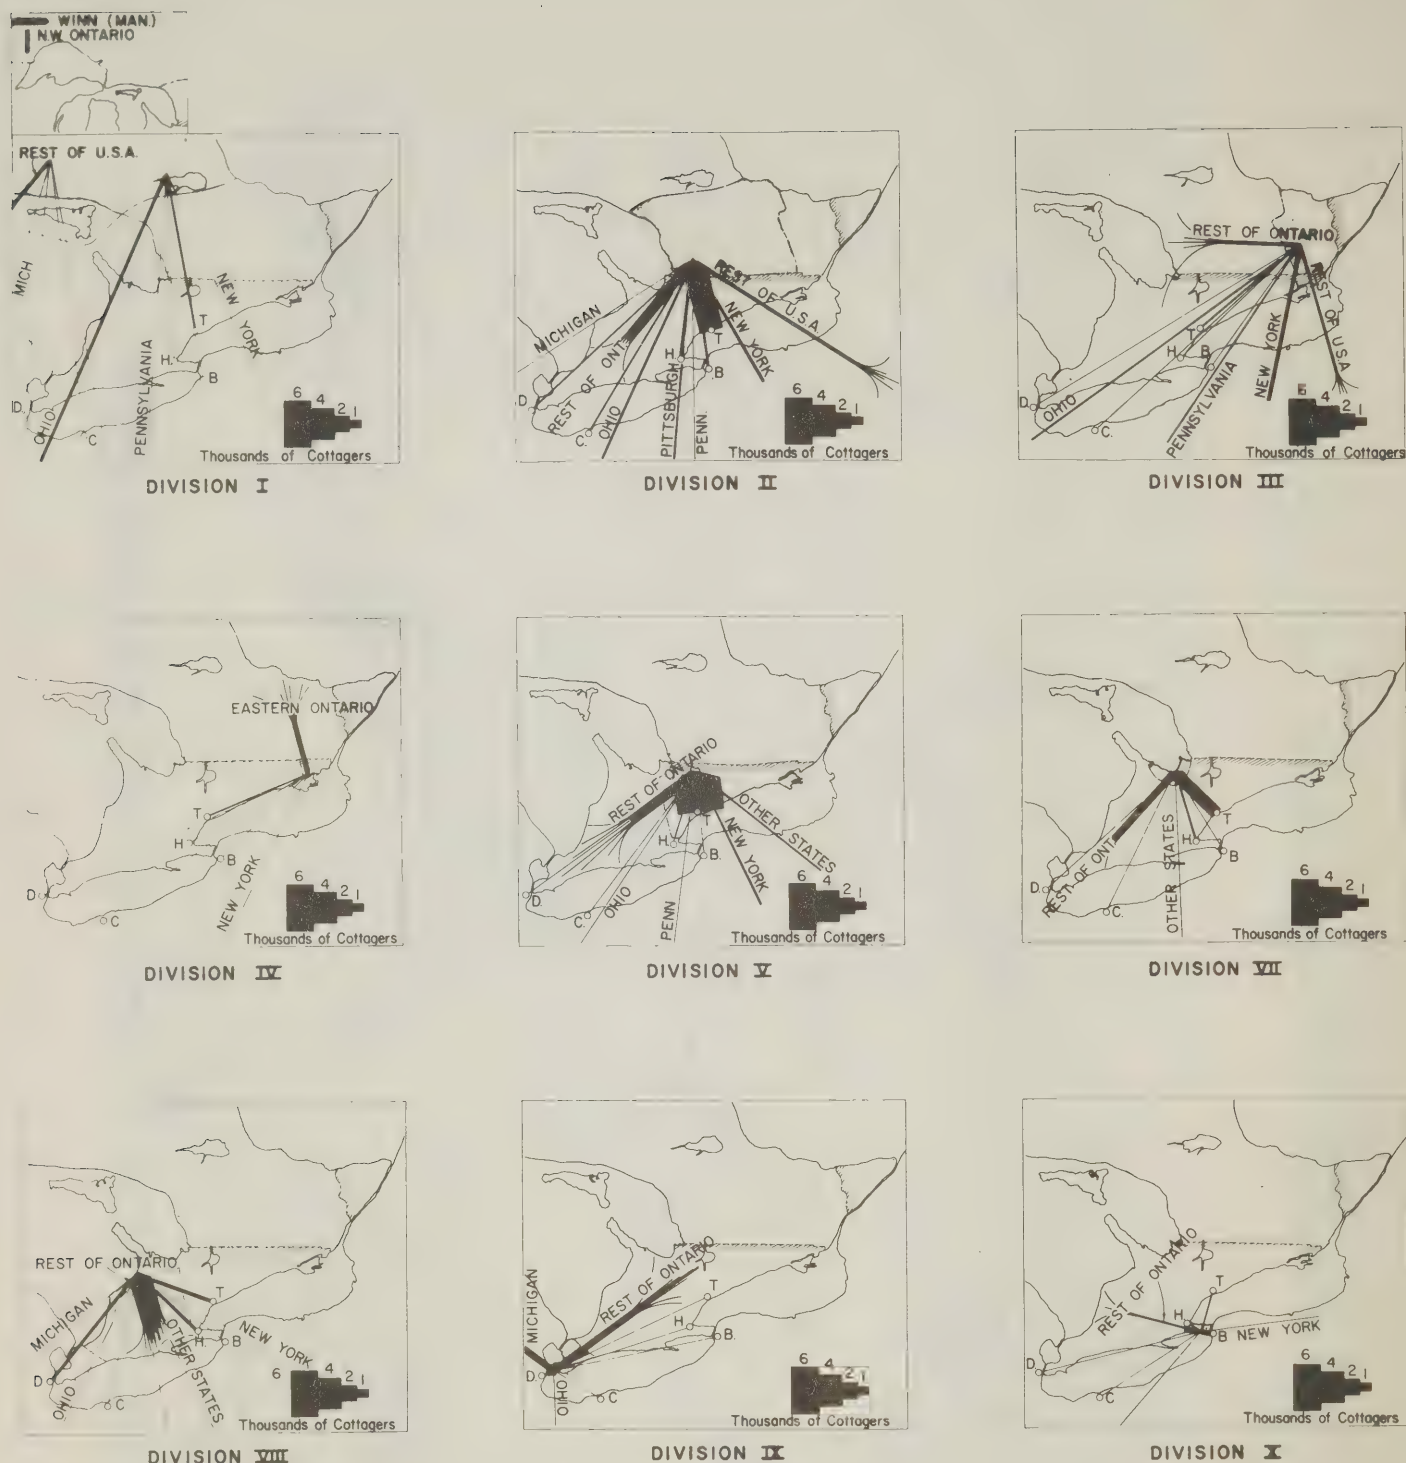 WINN (MAN.)
N.W. ONTARIO
REST OF U.S.A.
MICH
NEW YORK
T
H.
B
PENNSYLVANIA
D.
OHIO
C
6 4 2 1
Thousands of Cottagers
DIVISION I
MICHIGAN
REST OF ONT
REST OF U.S.A.
NEW YORK
T
H.
B
D.
C.
OHIO
PITTSBURGH
PENN.
6 4 2 1
Thousands of Cottagers
DIVISION II
REST OF ONTARIO
REST OF U.S.A.
T
H
B
D
OHIO
C.
PENNSYLVANIA
NEW YORK
6 4 2 1
Thousands of Cottagers
DIVISION III
EASTERN ONTARIO
T
H
B
D.
C
NEW YORK
6 4 2 1
Thousands of Cottagers
DIVISION IV
REST OF ONTARIO
OTHER STATES
NEW YORK
T
H.
B.
D.
C.
OHIO
PENN
6 4 2 1
Thousands of Cottagers
DIVISION V
T
H.
B
D.
REST OF ONT
C.
OTHER STATES
6 4 2 1
Thousands of Cottagers
DIVISION VII
REST OF ONTARIO
MICHIGAN
T
H.
B
NEW YORK
OTHER STATES
D
OHIO
C
6 4 2 1
Thousands of Cottagers
DIVISION VIII
REST OF ONTARIO
MICHIGAN
T
H
B.
D.
OIHO
C
6 4 2 1
Thousands of Cottagers
DIVISION IX
REST OF ONTARIO
T
H
B NEW YORK
D
C
6 4 2 1
Thousands of Cottagers
DIVISION X